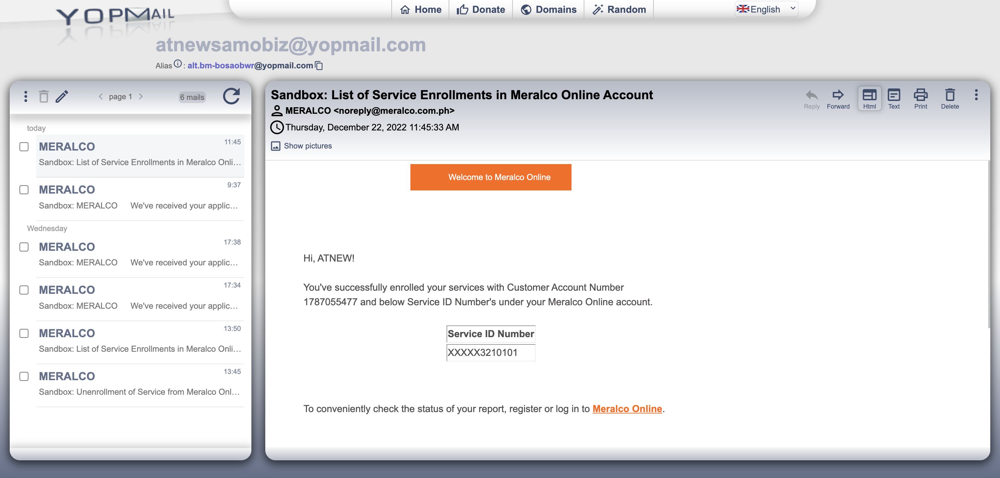 YOPMAIL
Home Donate Domains Random English
atnewsamobiz@yopmail.com
Alias : alt.bm-bosaobwr@yopmail.com
page 1 6 mails
today
MERALCO 11:45
Sandbox: List of Service Enrollments in Meralco Onli...
MERALCO 9:37
Sandbox: MERALCO We've received your applic...
Wednesday
MERALCO 17:38
Sandbox: MERALCO We've received your applic...
MERALCO 17:34
Sandbox: MERALCO We've received your applic...
MERALCO 13:50
Sandbox: List of Service Enrollments in Meralco Onli...
MERALCO 13:45
Sandbox: Unenrollment of Service from Meralco Onl...
Sandbox: List of Service Enrollments in Meralco Online Account
MERALCO <noreply@meralco.com.ph>
Thursday, December 22, 2022 11:45:33 AM
Show pictures
Reply Forward Html Text Print Delete
Welcome to Meralco Online
Hi, ATNEW!
You've successfully enrolled your services with Customer Account Number
1787055477 and below Service ID Number's under your Meralco Online account.
Service ID Number
XXXXX3210101
To conveniently check the status of your report, register or log in to Meralco Online.